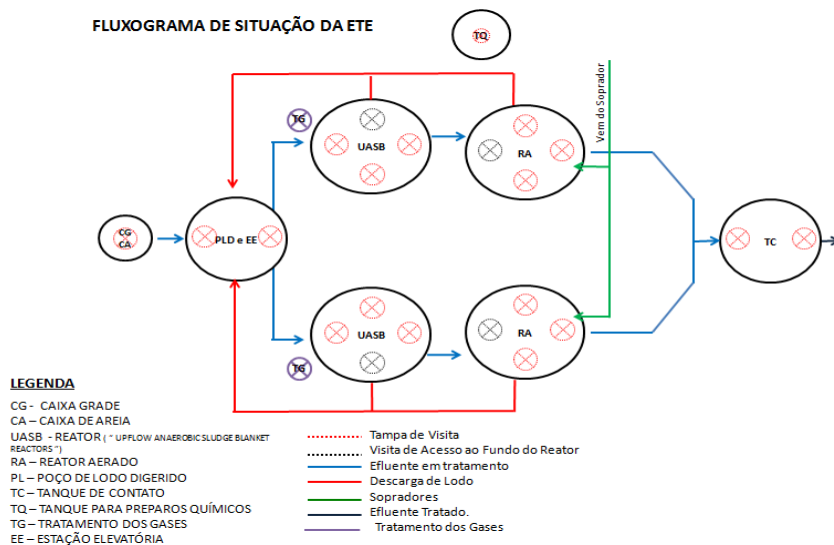 FLUXOGRAMA DE SITUAÇÃO DA ETE
TQ
Vem do Soprador
TG
UASB
RA
CG
CA
PLD e EE
TC
UASB
RA
TG
LEGENDA
CG - CAIXA GRADE
CA – CAIXA DE AREIA
UASB - REATOR ( " UPFLOW ANAEROBIC SLUDGE BLANKET
REACTORS ")
RA – REATOR AERADO
PL – POÇO DE LODO DIGERIDO
TC – TANQUE DE CONTATO
TQ – TANQUE PARA PREPAROS QUÍMICOS
TG – TRATAMENTO DOS GASES
EE – ESTAÇÃO ELEVATÓRIA
Tampa de Visita
Visita de Acesso ao Fundo do Reator
Efluente em tratamento
Descarga de Lodo
Sopradores
Efluente Tratado.
Tratamento dos Gases